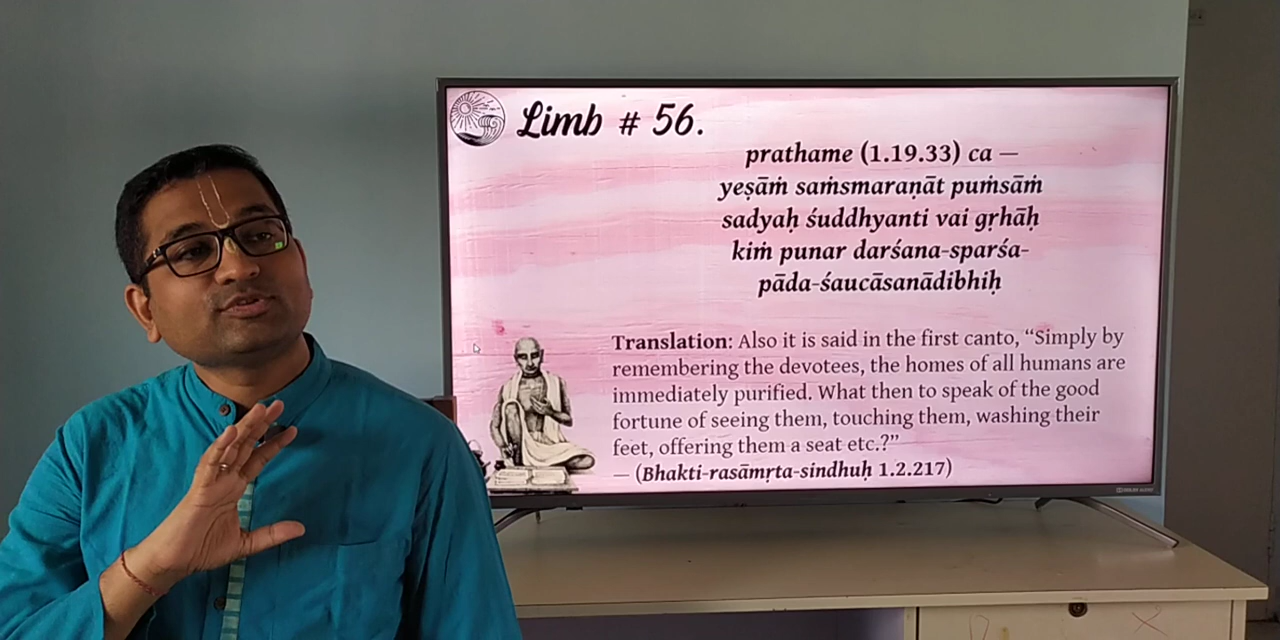 Limb # 56.
prathame (1.19.33) ca —
yeṣāṁ saṁsmaraṇāt puṁsāṁ
sadyaḥ śuddhyanti vai gṛhāḥ
kiṁ punar darśana-sparśa-
pāda-śaucāsanādibhiḥ
Translation: Also it is said in the first canto, “Simply by
remembering the devotees, the homes of all humans are
immediately purified. What then to speak of the good
fortune of seeing them, touching them, washing their
feet, offering them a seat etc.?”
— (Bhakti-rasāmṛta-sindhuḥ 1.2.217)